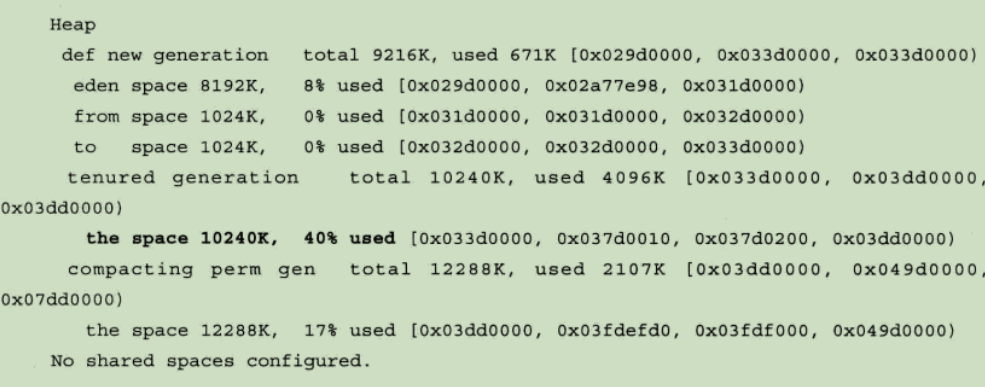 Heap
def new generation total 9216K, used 671K [0x029d0000, 0x033d0000, 0x033d0000)
eden space 8192K, 8% used [0x029d0000, 0x02a77e98, 0x031d0000)
from space 1024K, 0% used [0x031d0000, 0x031d0000, 0x032d0000)
to space 1024K, 0% used [0x032d0000, 0x032d0000, 0x033d0000)
tenured generation total 10240K, used 4096K [0x033d0000, 0x03dd0000,
0x03dd0000)
the space 10240K, 40% used [0x033d0000, 0x037d0010, 0x037d0200, 0x03dd0000)
compacting perm gen total 12288K, used 2107K [0x03dd0000, 0x049d0000,
0x07dd0000)
the space 12288K, 17% used [0x03dd0000, 0x03fdefd0, 0x03fdf000, 0x049d0000)
No shared spaces configured.